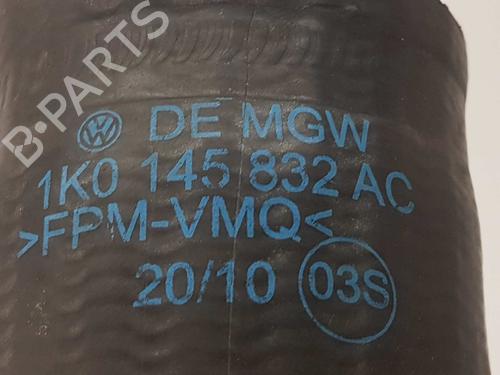 B-PARTS
DE MGW
1K0 145 832 AC
>FPM-VMQ<
20/10 03S